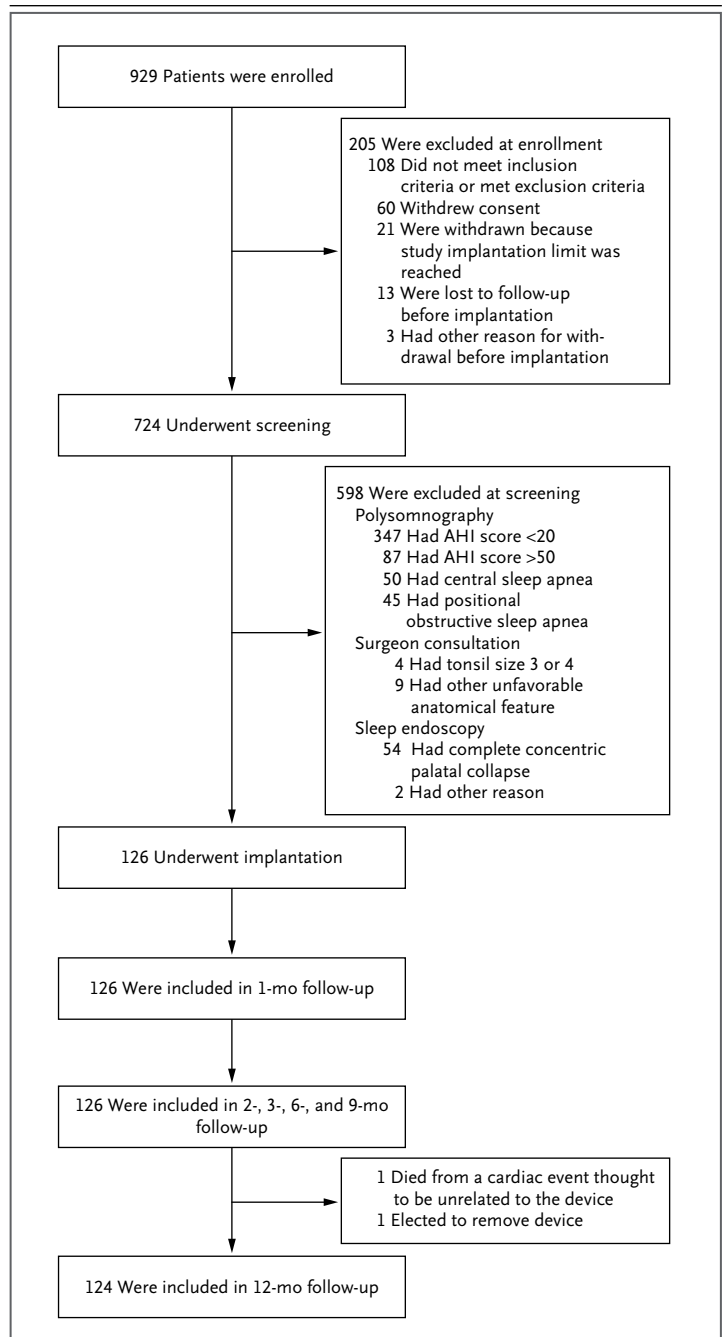 929 Patients were enrolled
205 Were excluded at enrollment
108 Did not meet inclusion
criteria or met exclusion criteria
60 Withdrew consent
21 Were withdrawn because
study implantation limit was
reached
13 Were lost to follow-up
before implantation
3 Had other reason for with-
drawal before implantation
724 Underwent screening
598 Were excluded at screening
Polysomnography
347 Had AHI score <20
87 Had AHI score >50
50 Had central sleep apnea
45 Had positional
obstructive sleep apnea
Surgeon consultation
4 Had tonsil size 3 or 4
9 Had other unfavorable
anatomical feature
Sleep endoscopy
54 Had complete concentric
palatal collapse
2 Had other reason
126 Underwent implantation
126 Were included in 1-mo follow-up
126 Were included in 2-, 3-, 6-, and 9-mo
follow-up
1 Died from a cardiac event thought
to be unrelated to the device
1 Elected to remove device
124 Were included in 12-mo follow-up